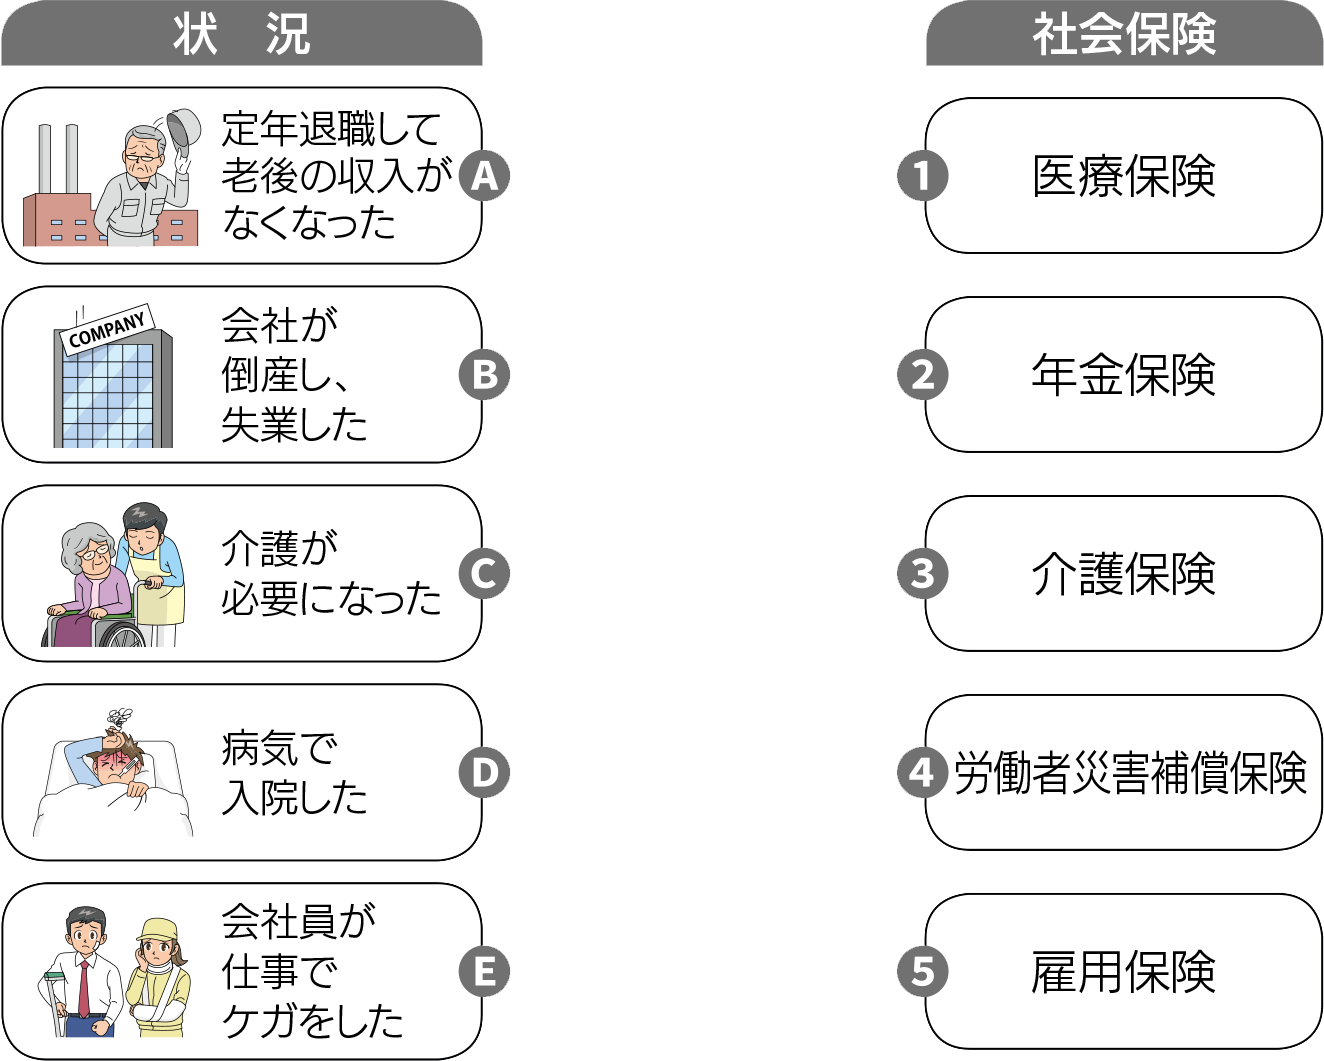 状　況
定年退職して
老後の収入が
なくなった
A
COMPANY
会社が
倒産し、
失業した
B
介護が
必要になった
C
病気で
入院した
D
会社員が
仕事で
ケガをした
E
社会保険
1
医療保険
2
年金保険
3
介護保険
4
労働者災害補償保険
5
雇用保険